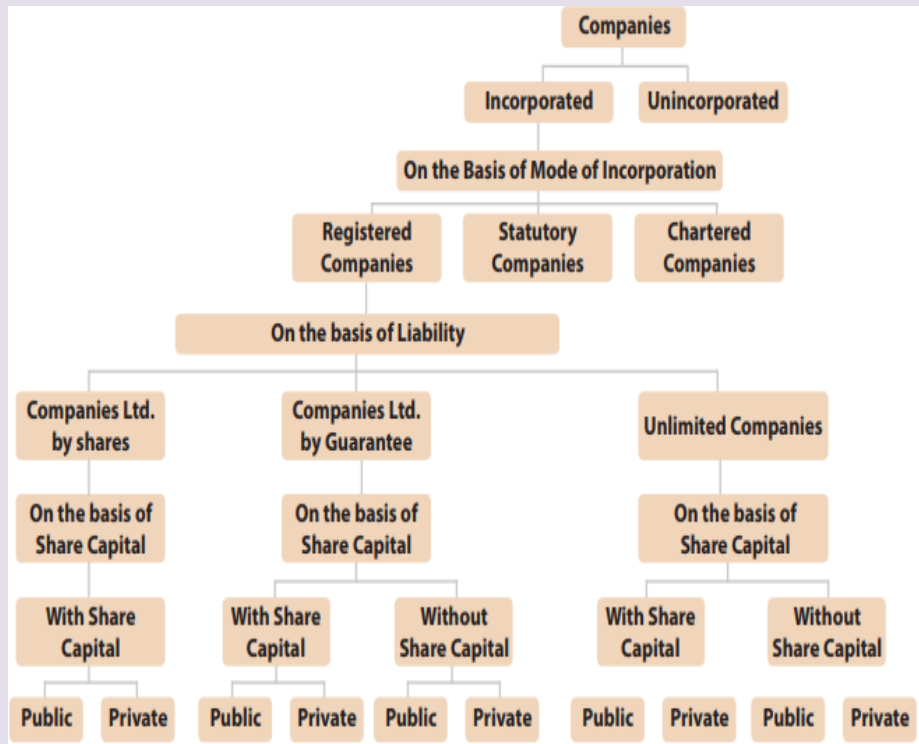 Companies
Incorporated
Unincorporated
On the Basis of Mode of Incorporation
Registered
Companies
Statutory
Companies
Chartered
Companies
On the basis of Liability
Companies Ltd.
by shares
Companies Ltd.
by Guarantee
Unlimited Companies
On the basis of
Share Capital
On the basis of
Share Capital
On the basis of
Share Capital
With Share
Capital
With Share
Capital
Without
Share Capital
With Share
Capital
Without
Share Capital
Public
Private
Public
Private
Public
Private
Public
Private
Public
Private